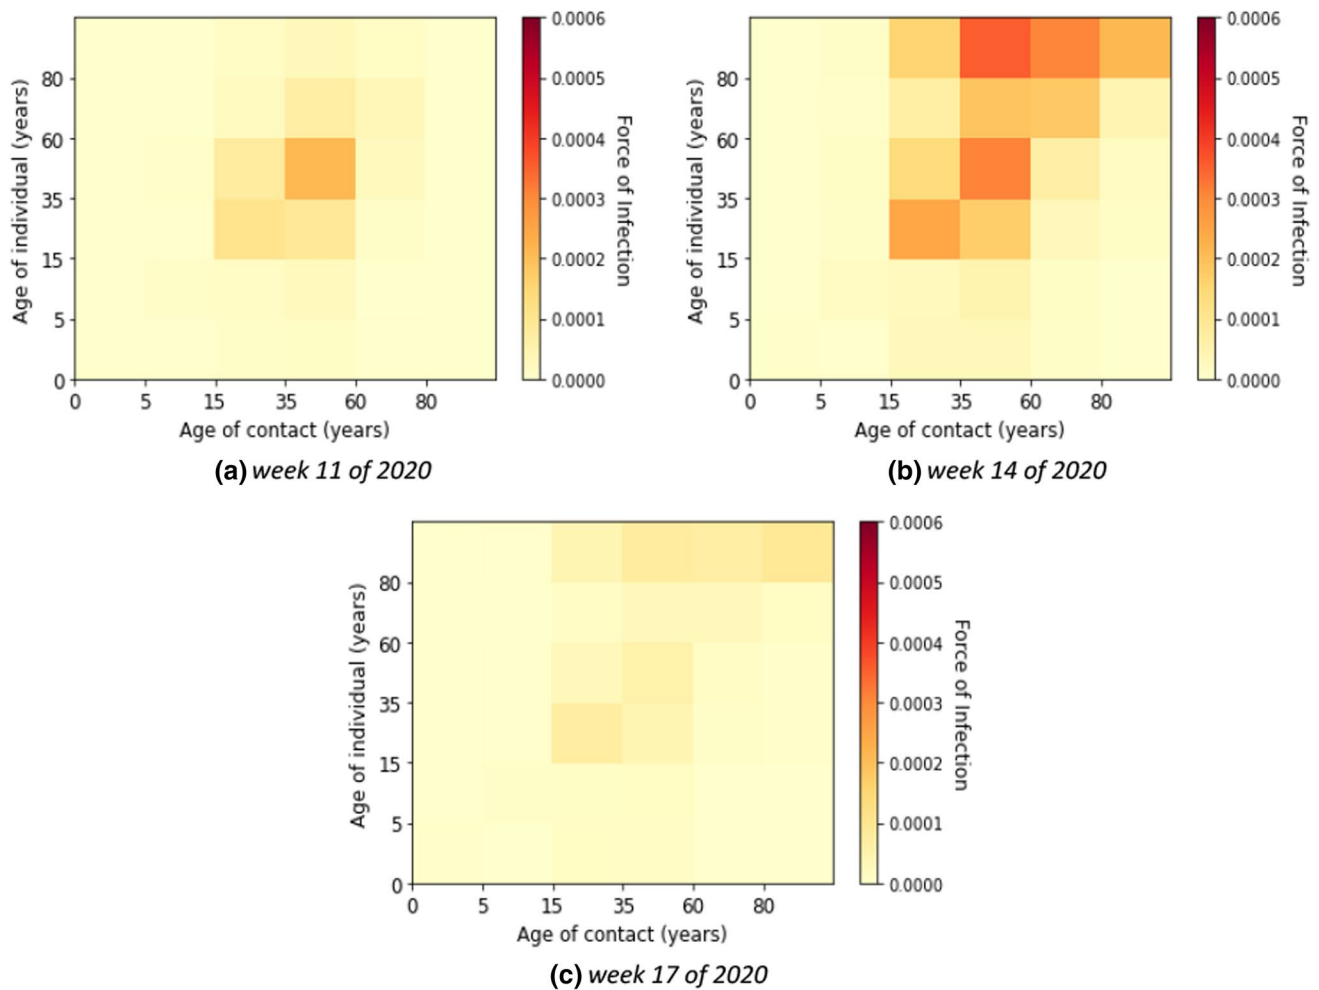 80
60
35
15
5
0
0 5 15 35 60 80
Age of individual (years)
Age of contact (years)
0.0006
0.0005
0.0004
0.0003
0.0002
0.0001
0.0000
Force of Infection
(a) week 11 of 2020
80
60
35
15
5
0
0 5 15 35 60 80
Age of individual (years)
Age of contact (years)
0.0006
0.0005
0.0004
0.0003
0.0002
0.0001
0.0000
Force of Infection
(b) week 14 of 2020
80
60
35
15
5
0
0 5 15 35 60 80
Age of individual (years)
Age of contact (years)
0.0006
0.0005
0.0004
0.0003
0.0002
0.0001
0.0000
Force of Infection
(c) week 17 of 2020